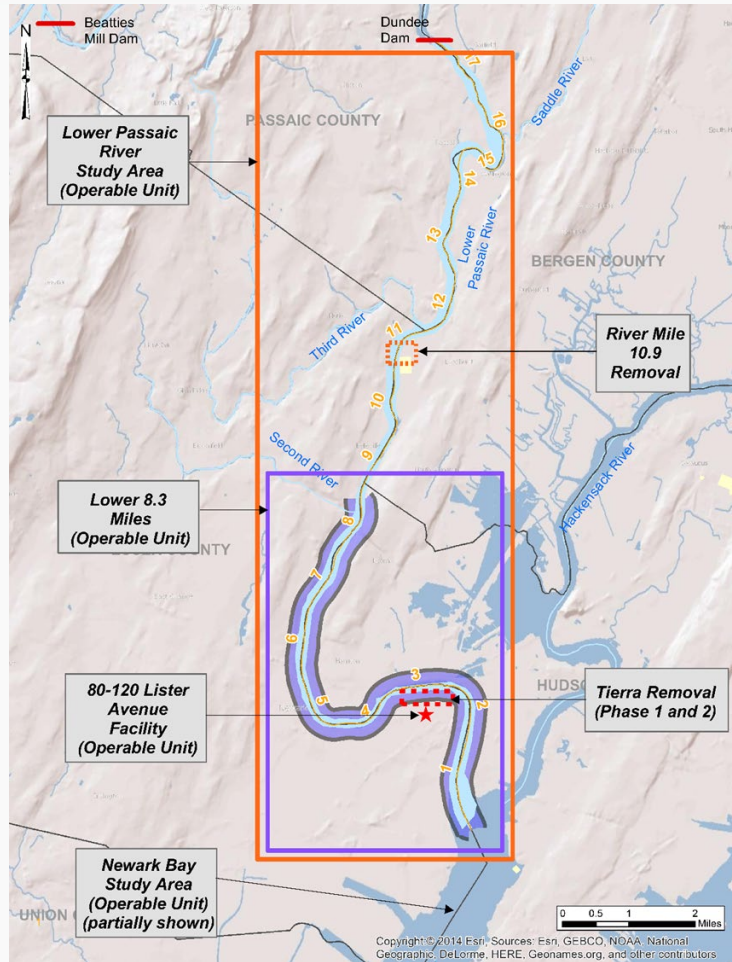 Beatties
Mill Dam
Dundee
Dam
N
17
Saddle River
16
PASSAIC COUNTY
Lower Passaic
River
Study Area
(Operable Unit)
15
14
13
Lower
Passaic River
BERGEN COUNTY
12
11
Third River
River Mile
10.9
Removal
10
9
Second River
Hackensack River
Lower 8.3
Miles
(Operable Unit)
COUNTY
8
7
6
80-120 Lister
Avenue
Facility
(Operable Unit)
5
4
3
2
HUDSO
Tierra Removal
(Phase 1 and 2)
1
Newark Bay
Study Area
(Operable Unit)
(partially shown)
UNION
0 0.5 1 2
Miles
Copyright:© 2014 Esri, Sources: Esri, GEBCO, NOAA, National
Geographic, DeLorme, HERE, Geonames.org, and other contributors